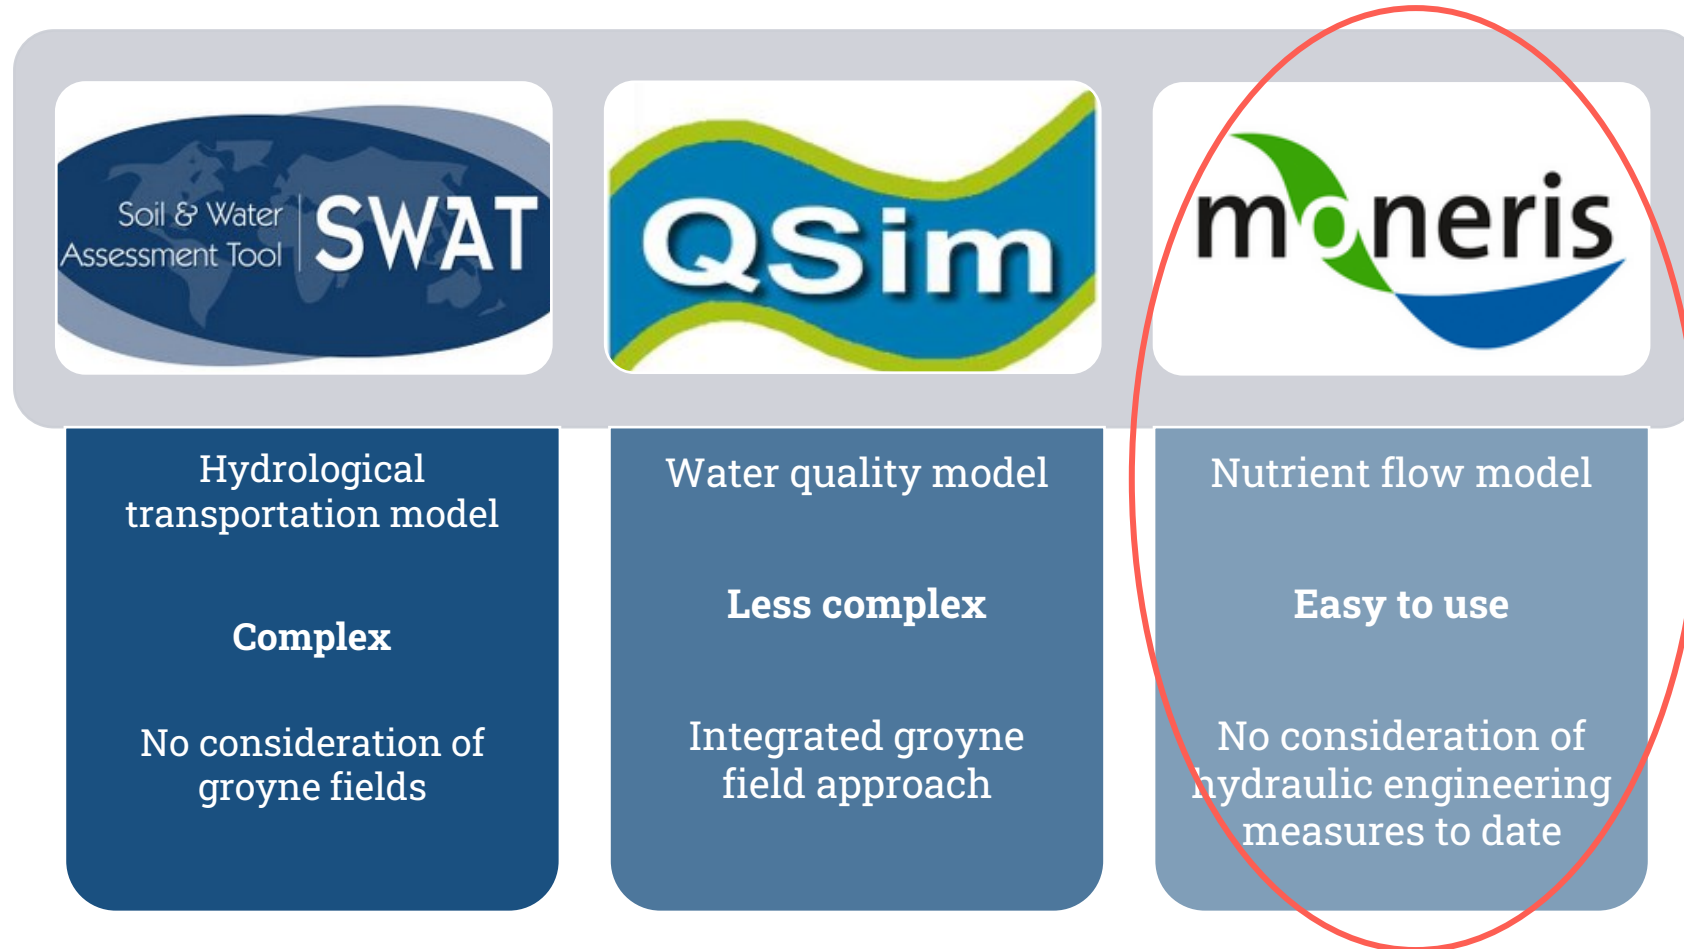 Soil & Water
Assessment Tool
SWAT
QSim
moneris
Hydrological
transportation model
Complex
No consideration of
groyne fields
Water quality model
Less complex
Integrated groyne
field approach
Nutrient flow model
Easy to use
No consideration of
hydraulic engineering
measures to date